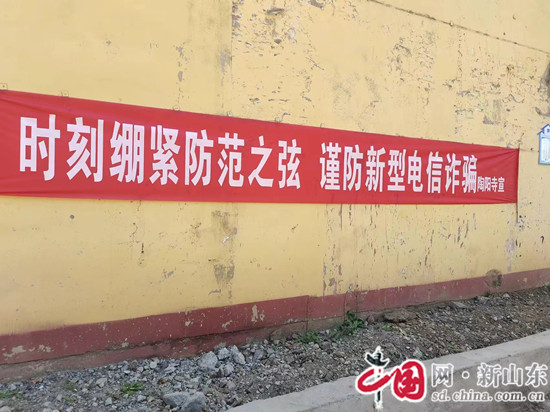 时刻绷紧防范之弦 谨防新型电信诈骗 陶阳寺宣
中国网·新山东
sd.china.com.cn